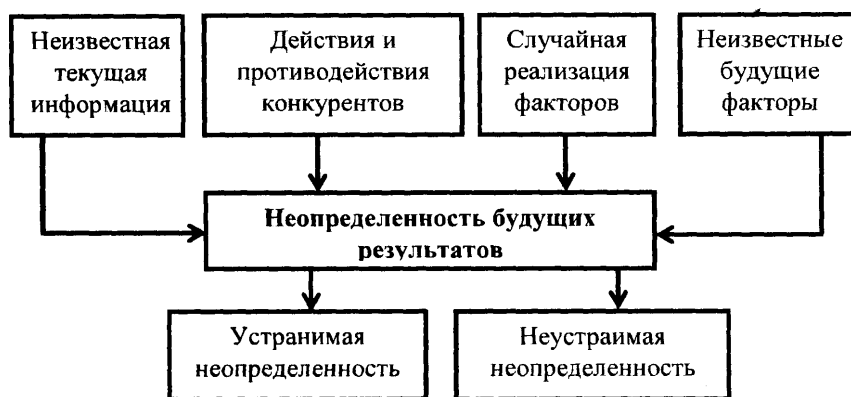 Неизвестная
текущая
информация
Действия и
противодействия
конкурентов
Случайная
реализация
факторов
Неизвестные
будущие
факторы
Неопределенность будущих
результатов
Устранимая
неопределенность
Неустраимая
неопределенность